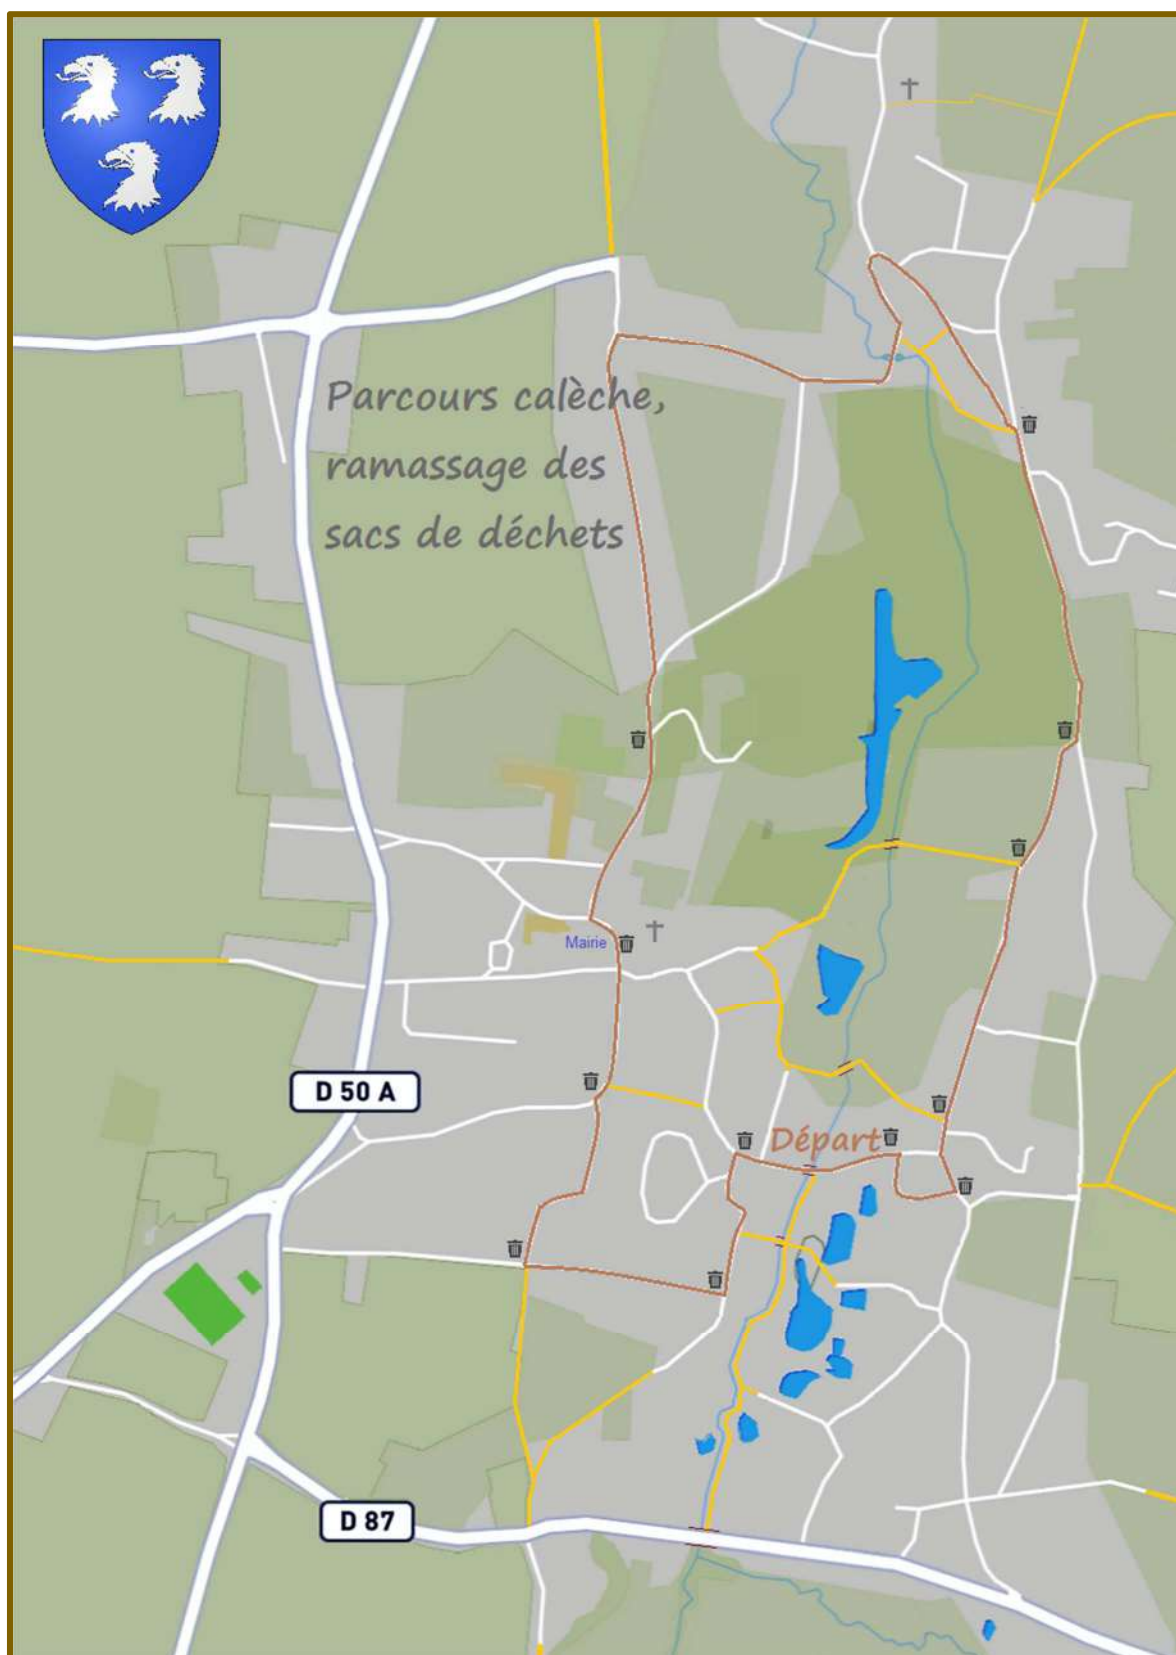 Parcours calèche,
ramassage des
sacs de déchets
Mairie
D 50 A
Départ
D 87